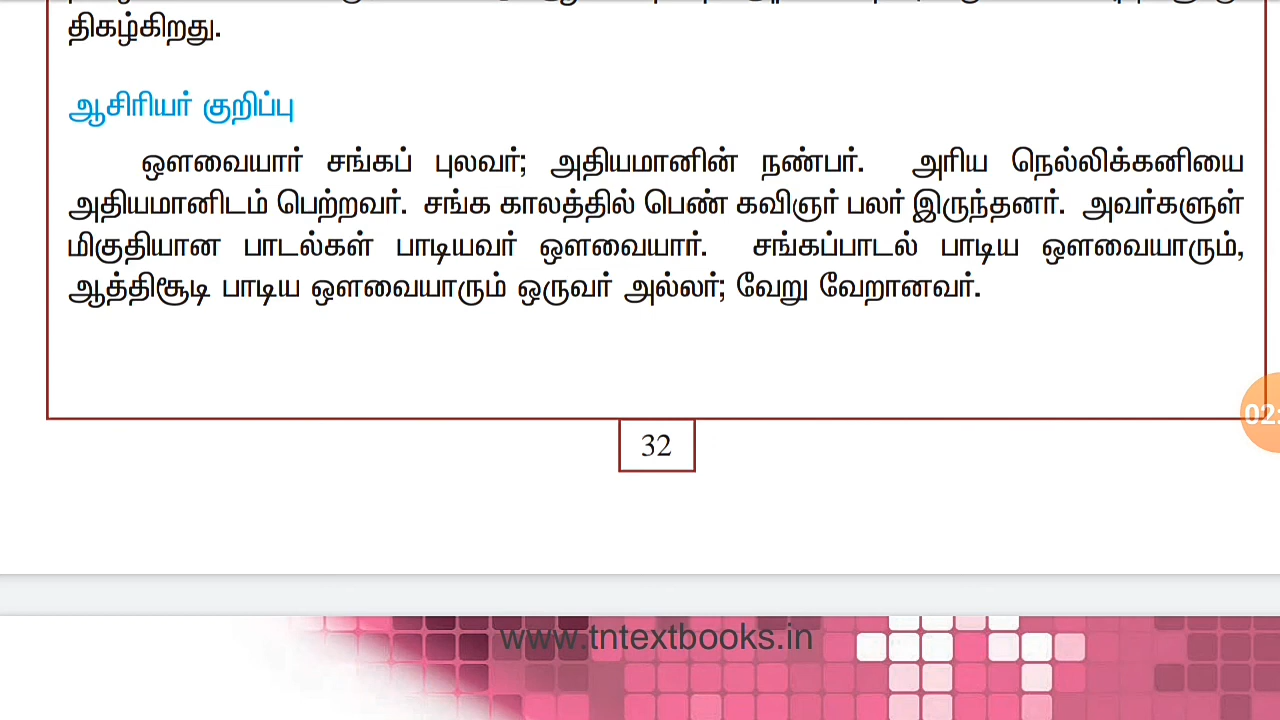 திகழ்கிறது.
ஆசிரியர் குறிப்பு
ஔவையார் சங்கப் புலவர்; அதியமானின் நண்பர். அரிய நெல்லிக்கனியை
அதியமானிடம் பெற்றவர். சங்க காலத்தில் பெண் கவிஞர் பலர் இருந்தனர். அவர்களுள்
மிகுதியான பாடல்கள் பாடியவர் ஔவையார். சங்கப்பாடல் பாடிய ஔவையாரும்,
ஆத்திசூடி பாடிய ஔவையாரும் ஒருவர் அல்லர்; வேறு வேறானவர்.
02:
32
www.tntextbooks.in